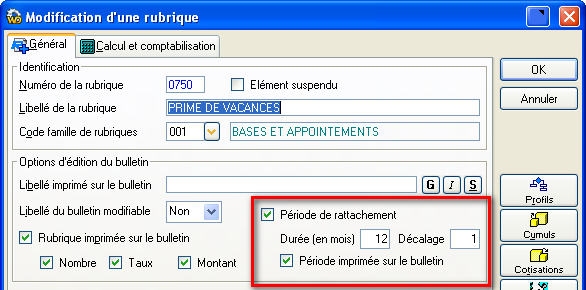 Modification d'une rubrique
Général
Calcul et comptabilisation
Identification
Numéro de la rubrique 0750 Elément suspendu
Libellé de la rubrique PRIME DE VACANCES
Code famille de rubriques 001 BASES ET APPOINTEMENTS
Options d'édition du bulletin
Libellé imprimé sur le bulletin G I S
Libellé du bulletin modifiable Non
Rubrique imprimée sur le bulletin
Nombre Taux Montant
Période de rattachement
Durée (en mois) 12 Décalage 1
Période imprimée sur le bulletin
OK
Annuler
Profils
Cumuls
Cotisations